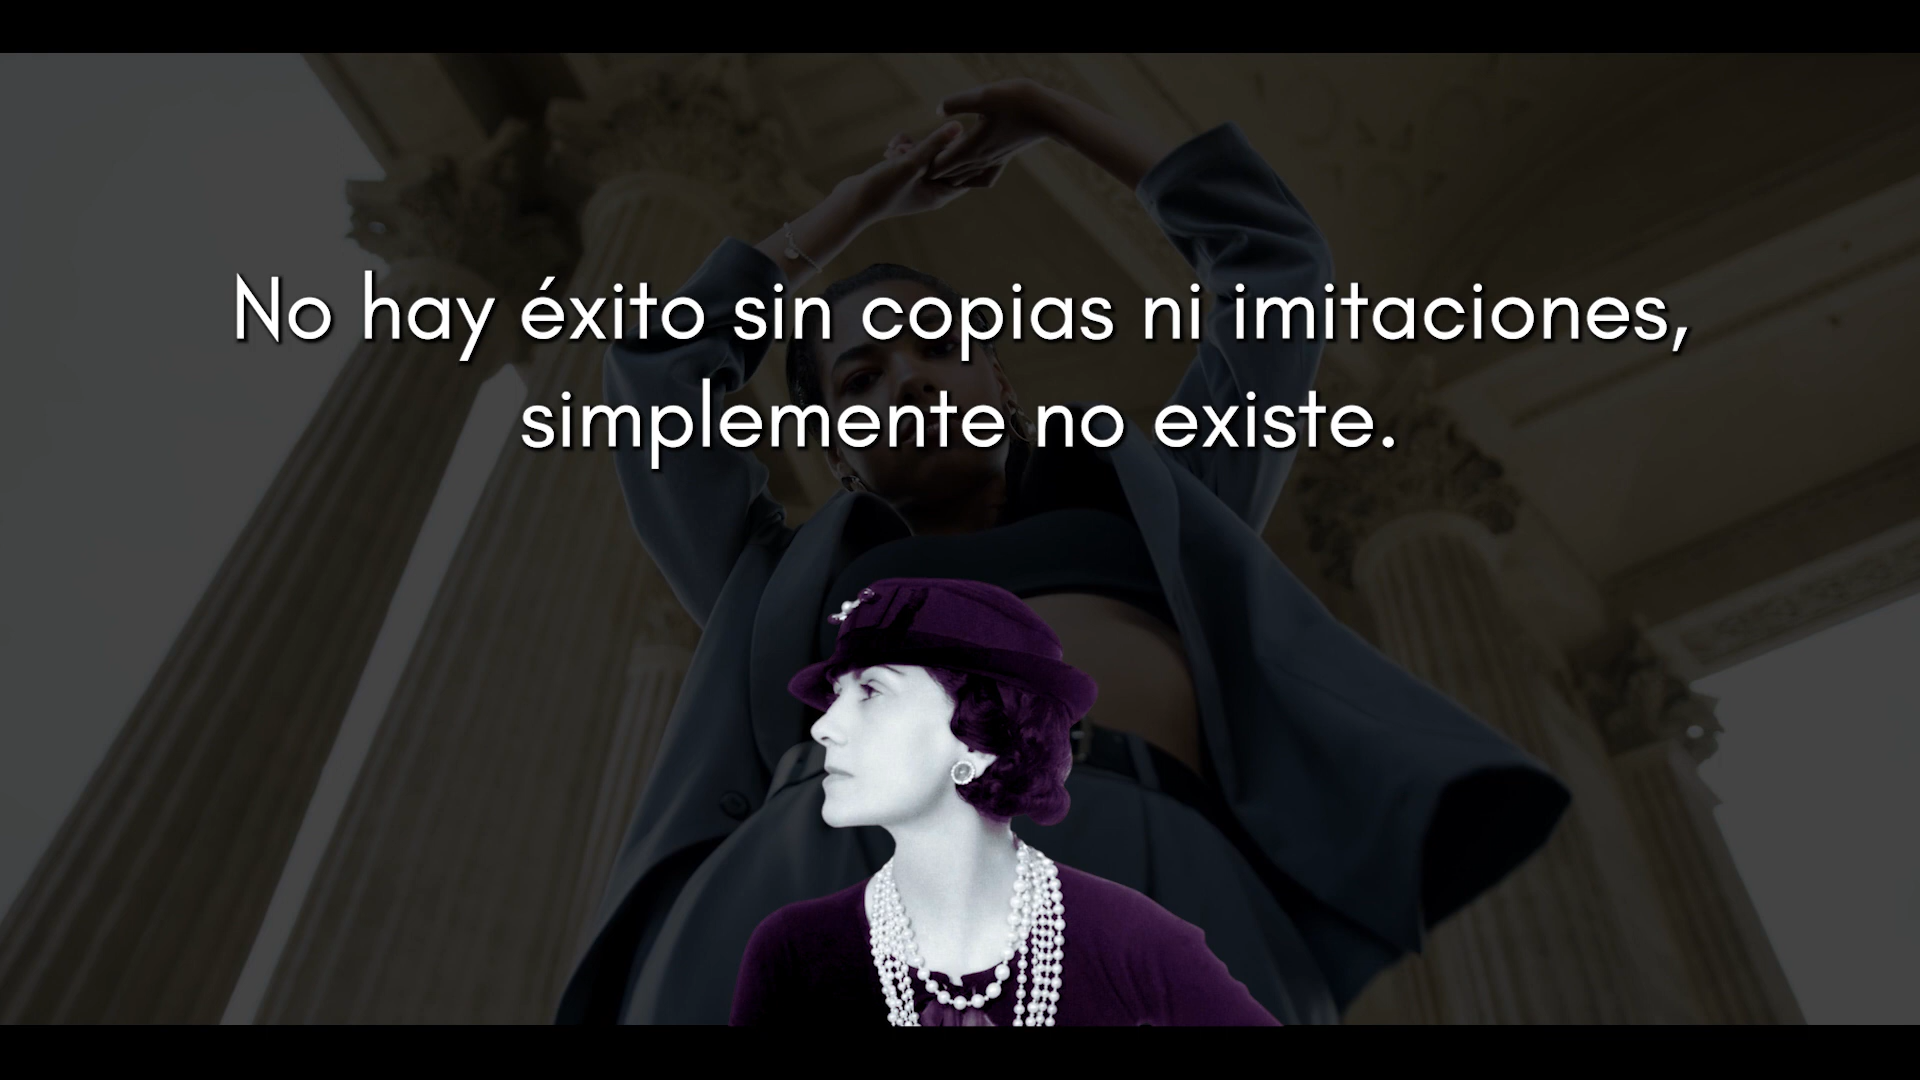 No hay éxito sin copias ni imitaciones,
simplemente no existe.